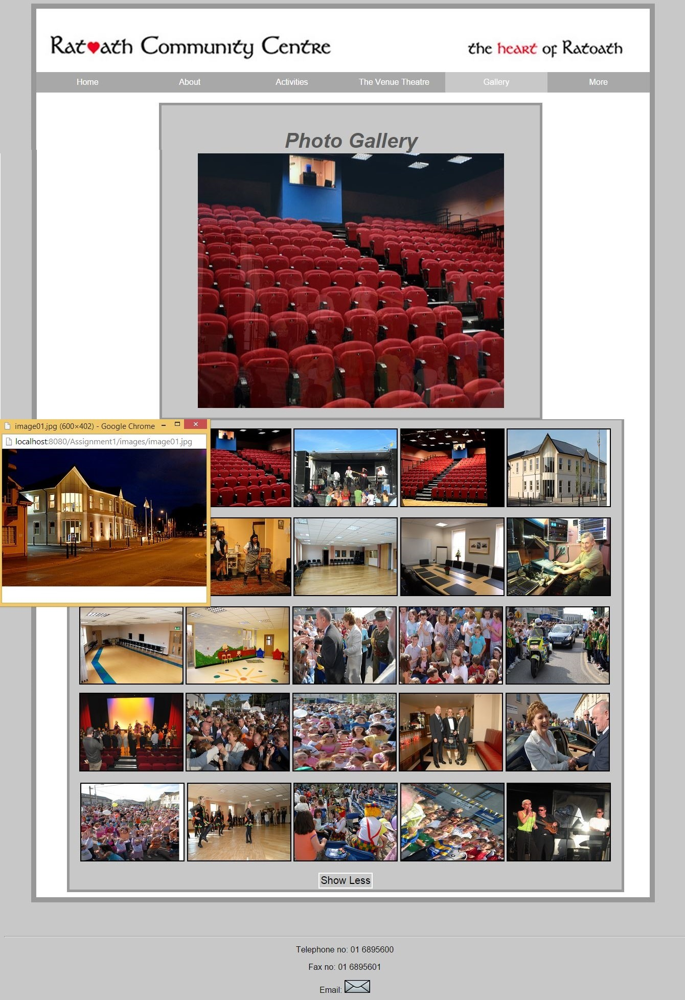 Ratoath Community Centre
the heart of Ratoath
Home About Activities The Venue Theatre Gallery More
Photo Gallery
image01.jpg (600×402) - Google Chrome
localhost:8080/Assignment1/images/image01.jpg
Show Less
Telephone no: 01 6895600
Fax no: 01 6895601
Email: